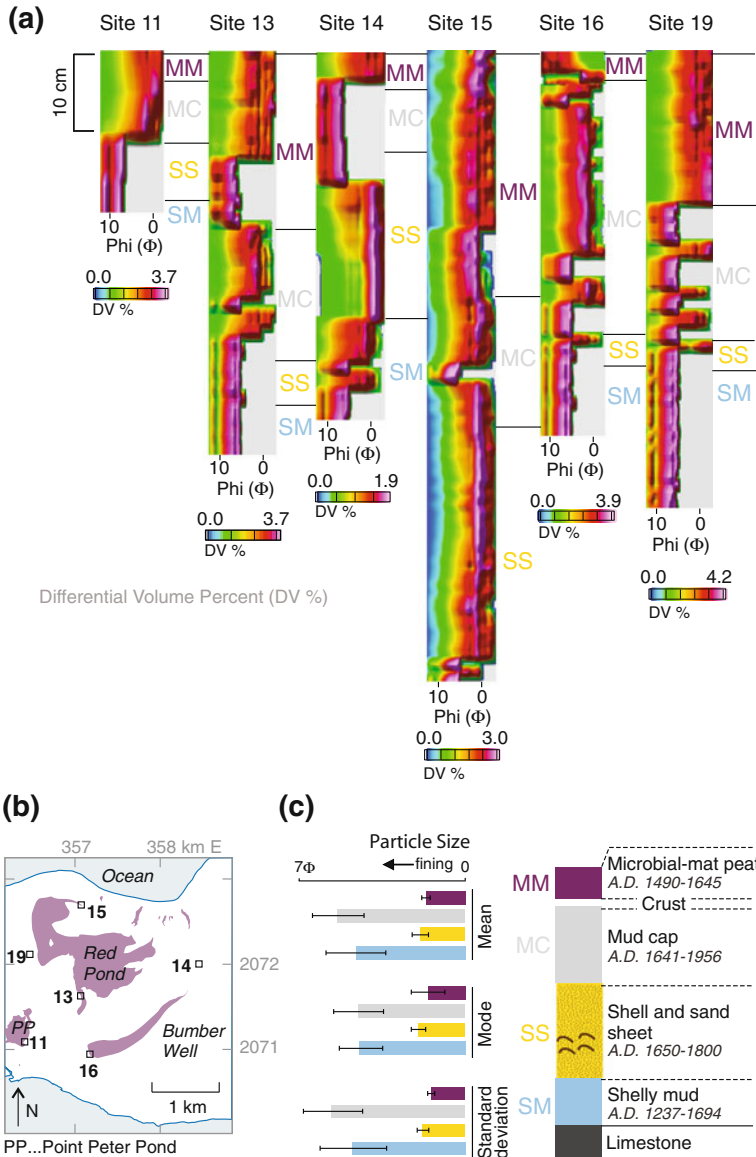 (a)
Site 11 Site 13 Site 14 Site 15 Site 16 Site 19
10 cm
MM
MC
SS
SM
10 0
Phi (Φ)
0.0 3.7
DV %
MM
MC
SS
SM
10 0
Phi (Φ)
0.0 3.7
DV %
MM
MC
SS
SM
10 0
Phi (Φ)
0.0 1.9
DV %
MM
MC
SS
10 0
Phi (Φ)
0.0 3.0
DV %
MM
MC
SS
SM
10 0
Phi (Φ)
0.0 3.9
DV %
MM
MC
SS
SM
10 0
Phi (Φ)
0.0 4.2
DV %
Differential Volume Percent (DV %)
(b)
357 358 km E
Ocean
15
19
Red
Pond
14
2072
13
PP
11
Bumber
Well
2071
16
1 km
N
PP...Point Peter Pond
(c)
Particle Size
7Φ fining 0
Mean
Mode
Standard
deviation
MM
Microbial-mat peat
A.D. 1490-1645
Crust
MC
Mud cap
A.D. 1641-1956
SS
Shell and sand
sheet
A.D. 1650-1800
SM
Shelly mud
A.D. 1237-1694
Limestone